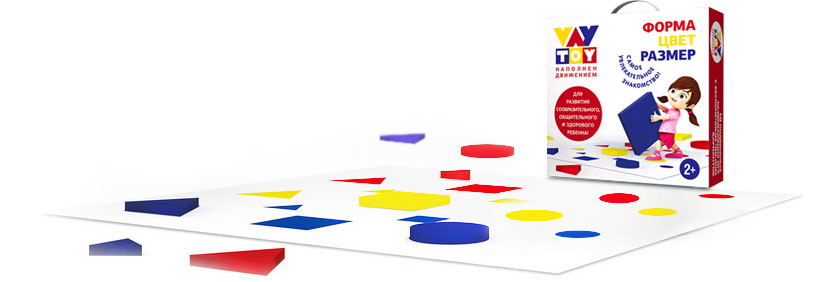 VAY
TOY
НАПОЛНЕН
ДВИЖЕНИЕМ
ФОРМА
ЦВЕТ
РАЗМЕР
САМОЕ
УВЛЕКАТЕЛЬНОЕ
ЗНАКОМСТВО!
ДЛЯ
РАЗВИТИЯ
СООБРАЗИТЕЛЬНОГО,
ОБЩИТЕЛЬНОГО
И ЗДОРОВОГО
РЕБЕНКА!
2+